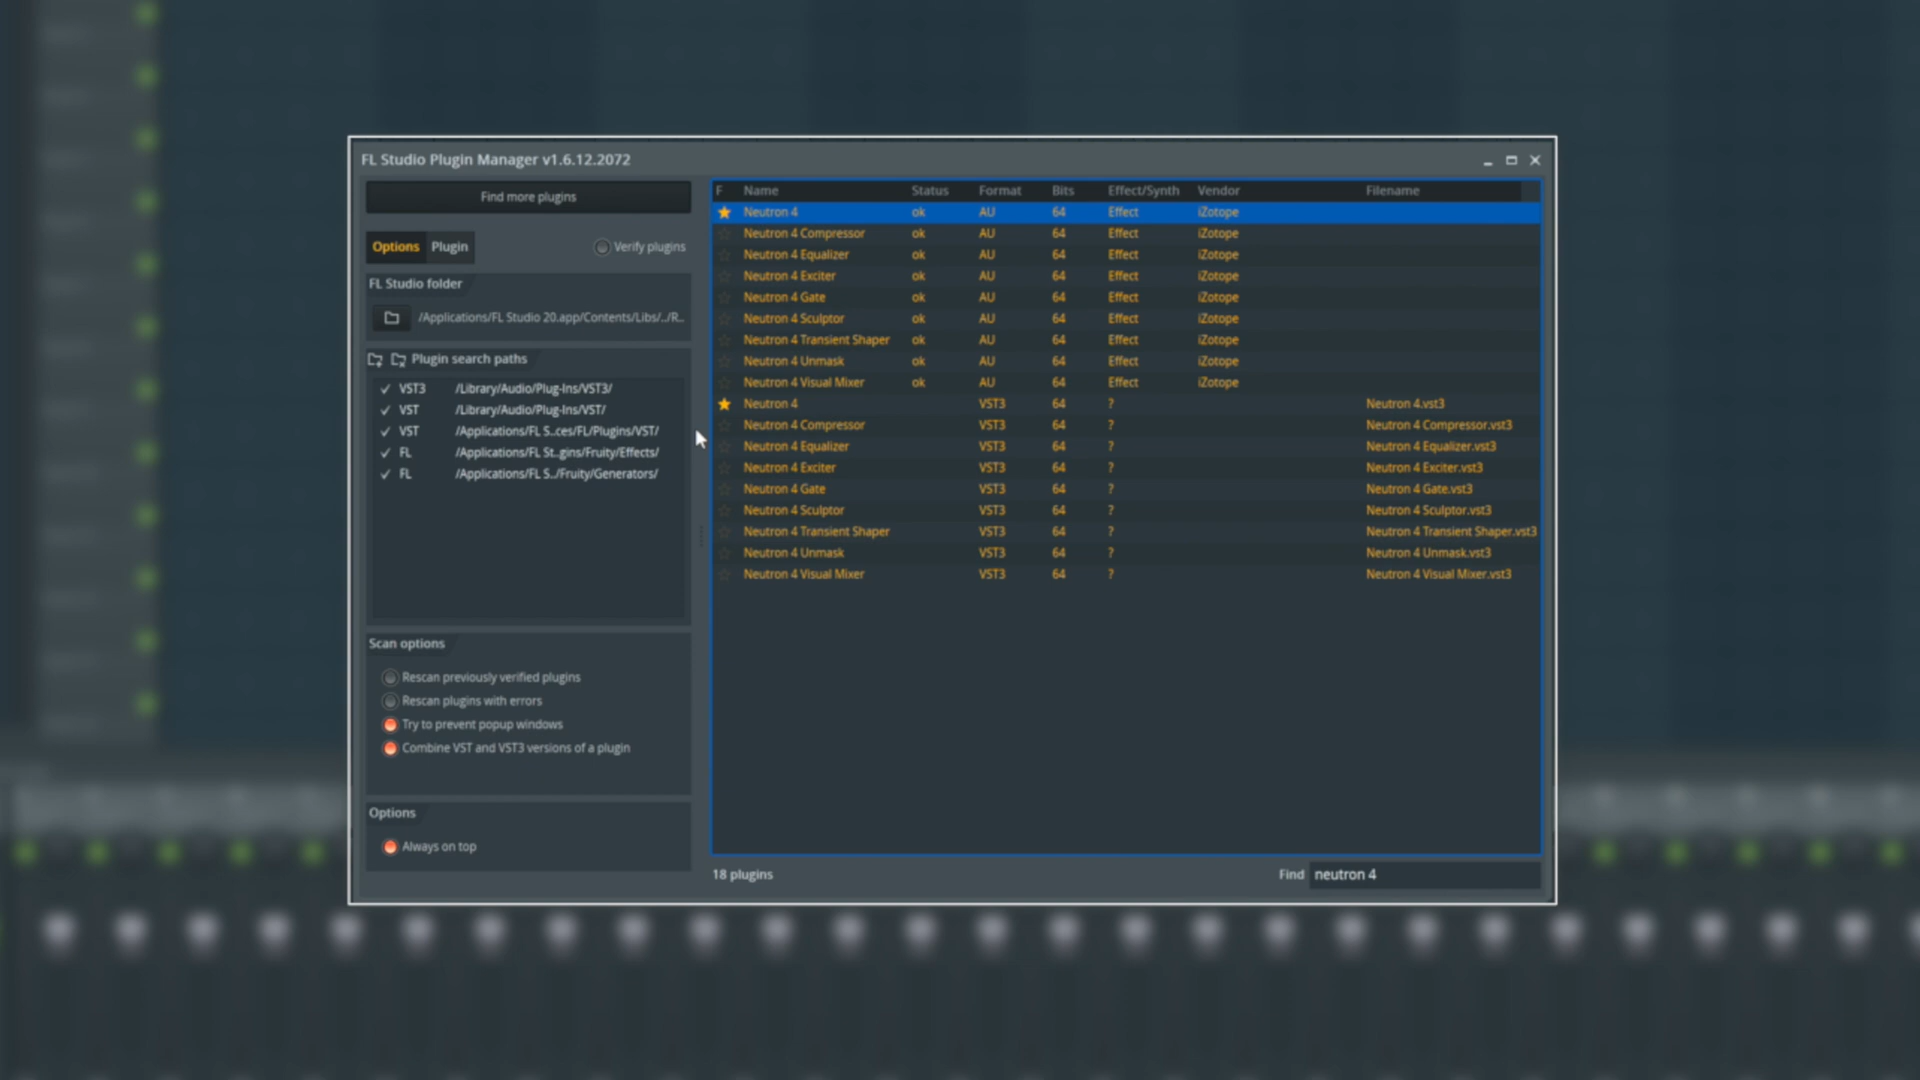 FL Studio Plugin Manager v1.6.12.2072
Find more plugins
Options Plugin Verify plugins
FL Studio folder
/Applications/FL Studio 20.app/Contents/Libs/../R..
Plugin search paths
VST3 /Library/Audio/Plug-Ins/VST3/
VST /Library/Audio/Plug-Ins/VST/
VST /Applications/FL S..ces/FL/Plugins/VST/
FL /Applications/FL St..gins/Fruity/Effects/
FL /Applications/FL S../Fruity/Generators/
Scan options
Rescan previously verified plugins
Rescan plugins with errors
Try to prevent popup windows
Combine VST and VST3 versions of a plugin
Options
Always on top
F Name Status Format Bits Effect/Synth Vendor Filename
Neutron 4 ok AU 64 Effect iZotope
Neutron 4 Compressor ok AU 64 Effect iZotope
Neutron 4 Equalizer ok AU 64 Effect iZotope
Neutron 4 Exciter ok AU 64 Effect iZotope
Neutron 4 Gate ok AU 64 Effect iZotope
Neutron 4 Sculptor ok AU 64 Effect iZotope
Neutron 4 Transient Shaper ok AU 64 Effect iZotope
Neutron 4 Unmask ok AU 64 Effect iZotope
Neutron 4 Visual Mixer ok AU 64 Effect iZotope
Neutron 4 VST3 64 ? Neutron 4.vst3
Neutron 4 Compressor VST3 64 ? Neutron 4 Compressor.vst3
Neutron 4 Equalizer VST3 64 ? Neutron 4 Equalizer.vst3
Neutron 4 Exciter VST3 64 ? Neutron 4 Exciter.vst3
Neutron 4 Gate VST3 64 ? Neutron 4 Gate.vst3
Neutron 4 Sculptor VST3 64 ? Neutron 4 Sculptor.vst3
Neutron 4 Transient Shaper VST3 64 ? Neutron 4 Transient Shaper.vst3
Neutron 4 Unmask VST3 64 ? Neutron 4 Unmask.vst3
Neutron 4 Visual Mixer VST3 64 ? Neutron 4 Visual Mixer.vst3
18 plugins Find neutron 4